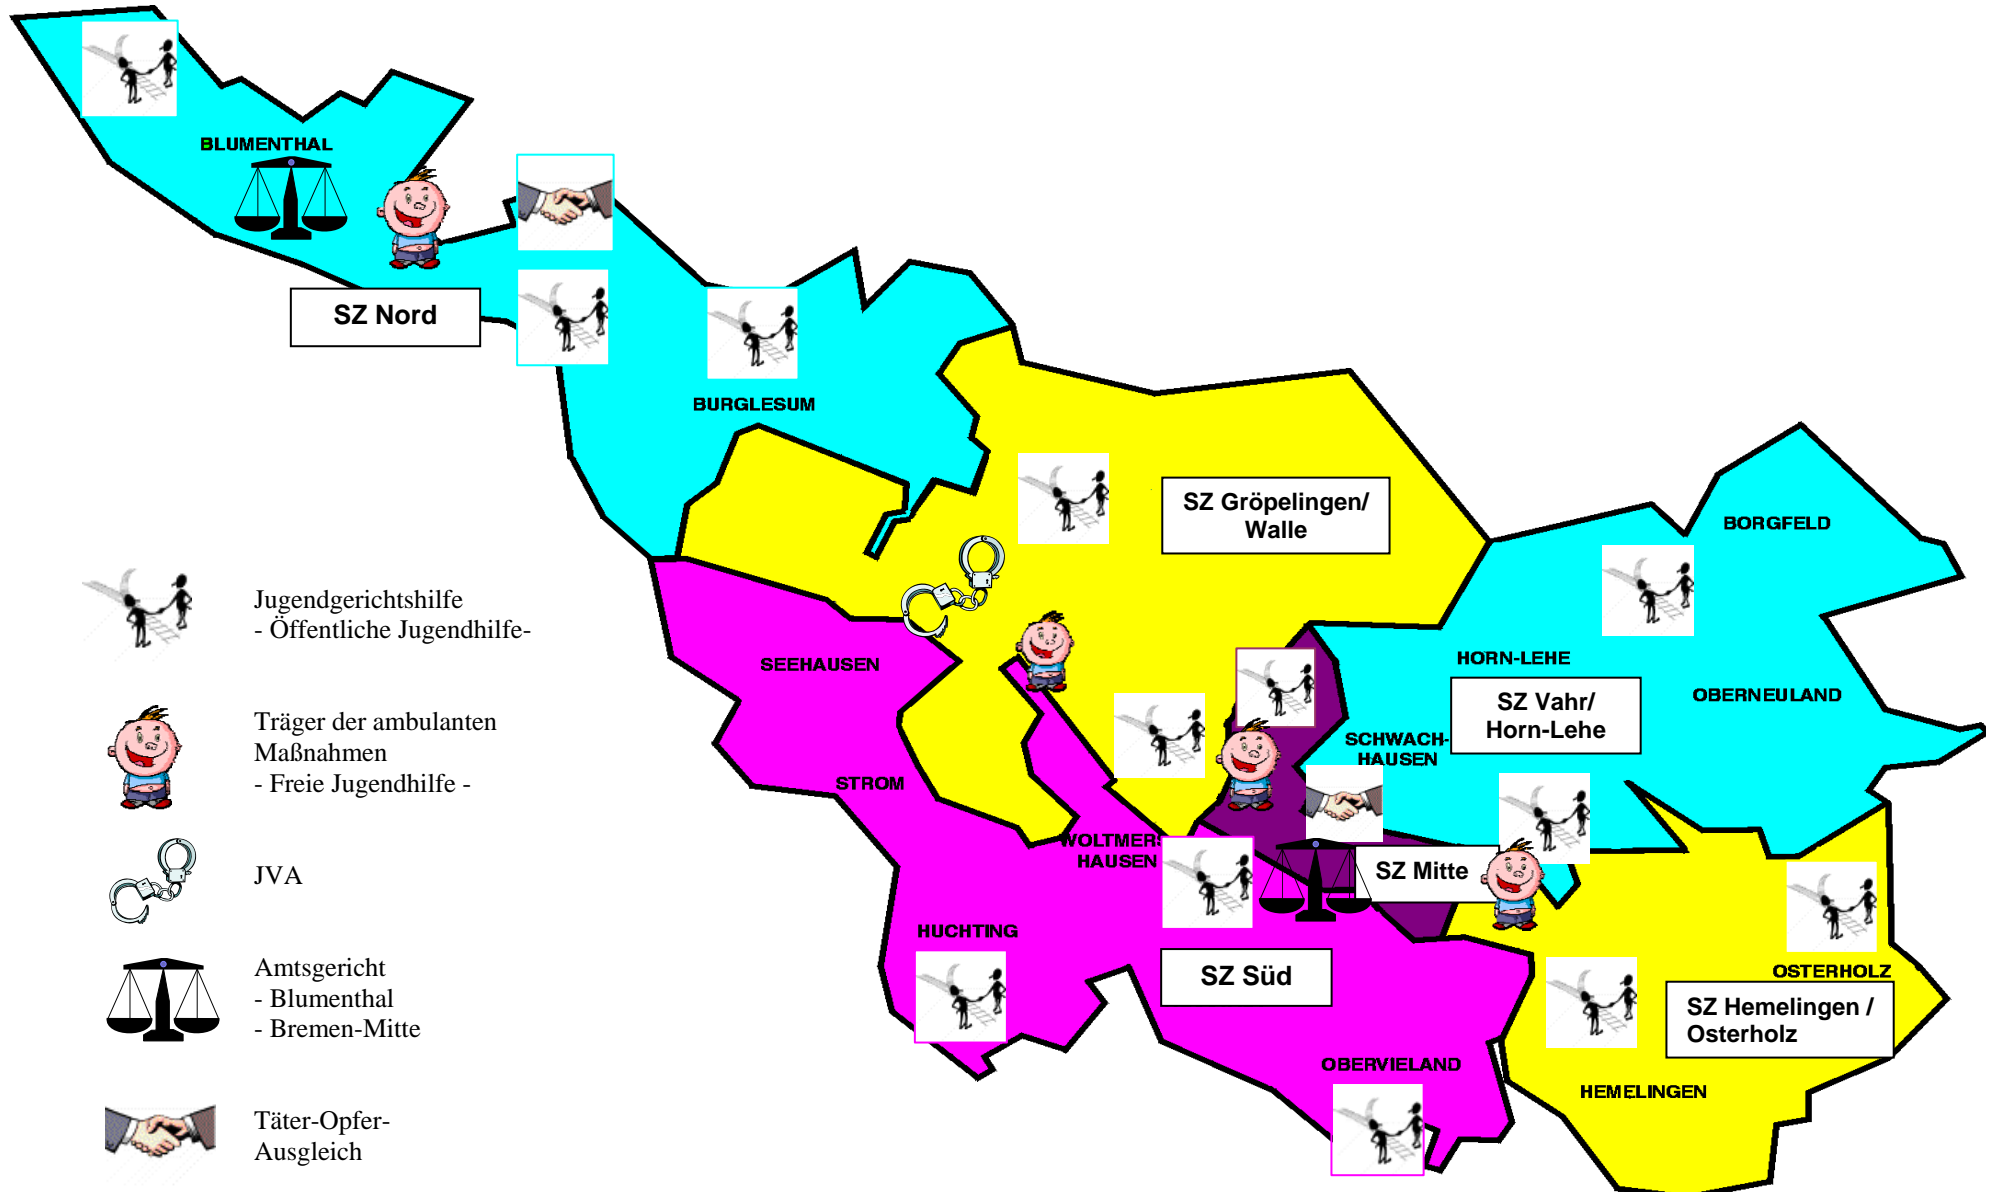 BLUMENTHAL
SZ Nord
BURGLESUM
SZ Gröpelingen/
Walle
BORGFELD
HORN-LEHE
OBERNEULAND
SZ Vahr/
Horn-Lehe
SCHWACH-
HAUSEN
SEEHAUSEN
STROM
WOLTMERS
HAUSEN
SZ Mitte
HUCHTING
SZ Süd
OSTERHOLZ
SZ Hemelingen /
Osterholz
OBERVIELAND
HEMELINGEN
Jugendgerichtshilfe
- Öffentliche Jugendhilfe-
Träger der ambulanten
Maßnahmen
- Freie Jugendhilfe -
JVA
Amtsgericht
- Blumenthal
- Bremen-Mitte
Täter-Opfer-
Ausgleich